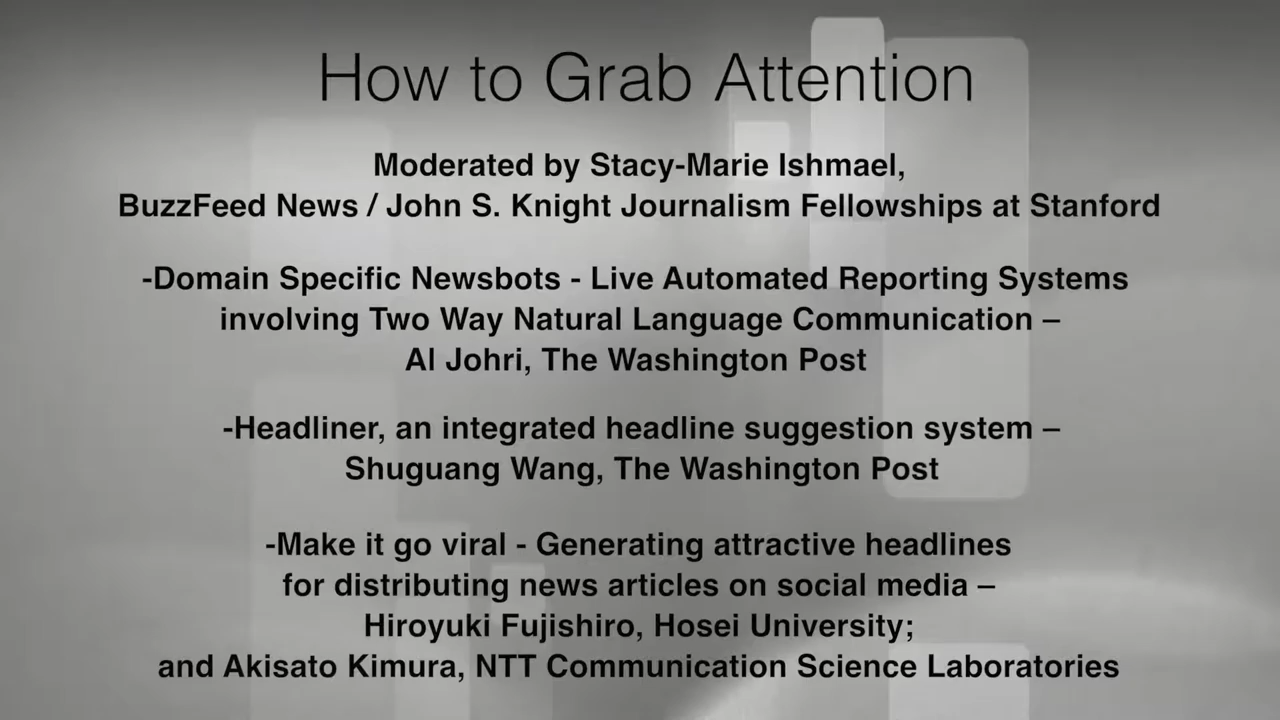 How to Grab Attention
Moderated by Stacy-Marie Ishmael,
BuzzFeed News / John S. Knight Journalism Fellowships at Stanford
-Domain Specific Newsbots - Live Automated Reporting Systems
involving Two Way Natural Language Communication –
Al Johri, The Washington Post
-Headliner, an integrated headline suggestion system –
Shuguang Wang, The Washington Post
-Make it go viral - Generating attractive headlines
for distributing news articles on social media –
Hiroyuki Fujishiro, Hosei University;
and Akisato Kimura, NTT Communication Science Laboratories